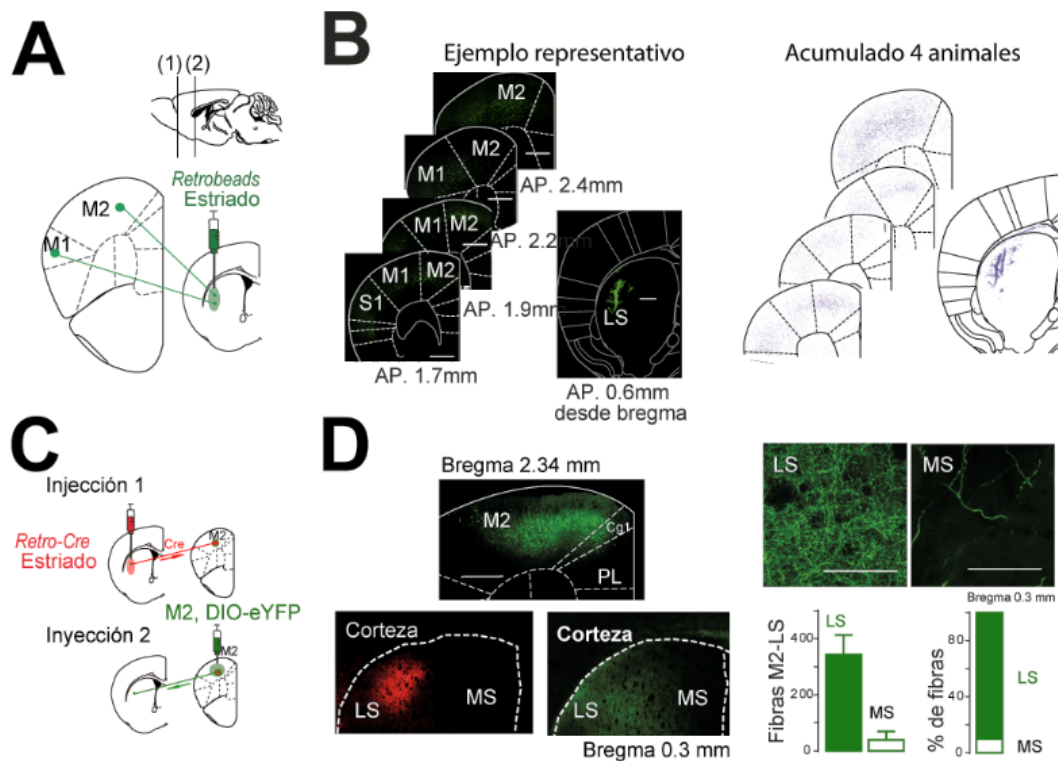 A
(1) (2)
Retrobeads
Estriado
M2
M1
B
Ejemplo representativo
Acumulado 4 animales
M2
AP. 2.4mm
M1
M2
AP. 2.2mm
M1
M2
AP. 1.9mm
S1
M1
M2
AP. 1.7mm
LS
AP. 0.6mm
desde bregma
C
Injección 1
Retro-Cre
Estriado
Cre
M2
M2, DIO-eYFP
Inyección 2
M2
D
Bregma 2.34 mm
M2
Cg1
PL
Corteza
LS
MS
Corteza
LS
MS
Bregma 0.3 mm
LS
MS
Bregma 0.3 mm
Fibras M2-LS
400
200
0
LS
MS
% de fibras
80
40
0
LS
MS